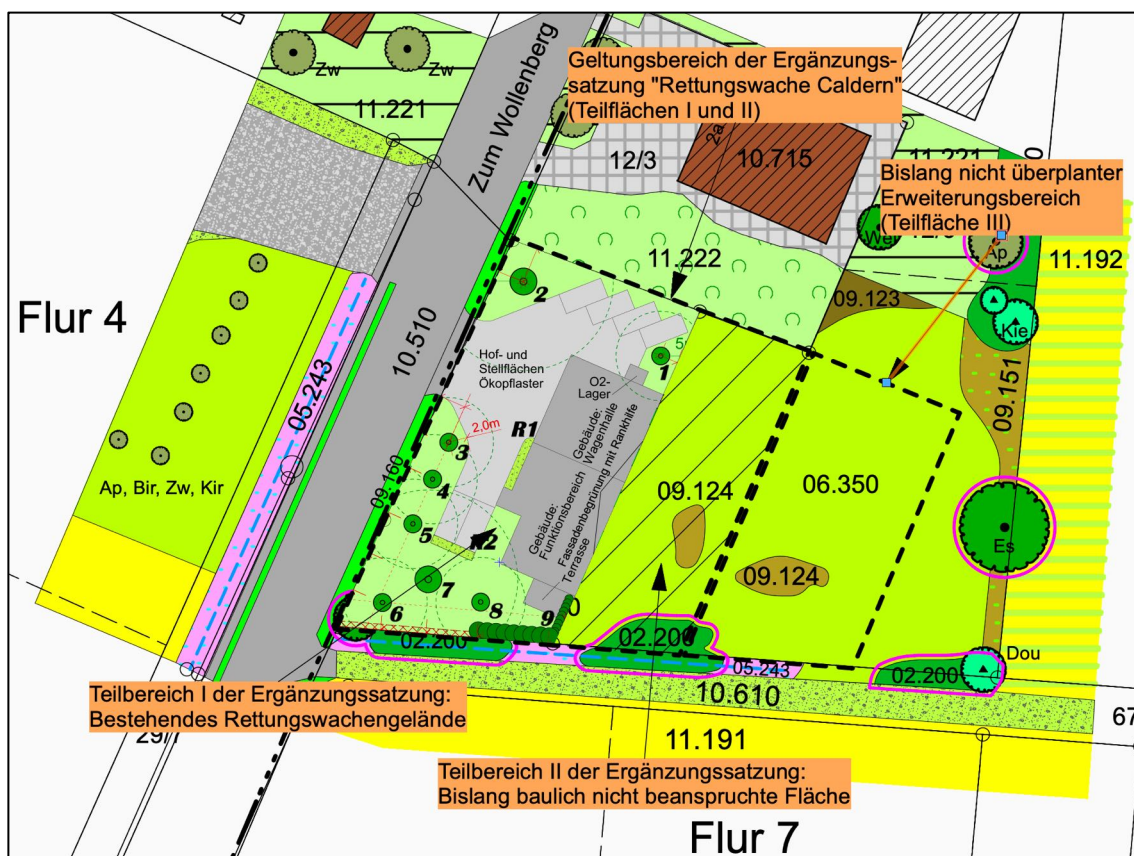 Zw
Zw
11.221
Zum Wollenberg
Geltungsbereich der Ergänzungs-
satzung "Rettungswache Caldern"
(Teilflächen I und II)
2a
12/3
10.715
11.221
Bislang nicht überplanter
Erweiterungsbereich
(Teilfläche III)
We
Ap
11.192
11.222
09.123
Kie
Flur 4
05.243
10.510
2
Hof- und
Stellflächen
Ökopflaster
O2-
Lager
1
09.151
2,0m
R1
Gebäude:
Wagenhalle
3
4
5
09.160
Ap, Bir, Zw, Kir
Gebäude:
Funktionsbereich
Fassadenbegrünung mit Rankhilfe
Terrasse
R2
09.124
06.350
Es
09.124
7
6
8
9
02.200
02.200
05.243
02.200
Dou
10.610
67
Teilbereich I der Ergänzungssatzung:
Bestehendes Rettungswachengelände
11.191
Teilbereich II der Ergänzungssatzung:
Bislang baulich nicht beanspruchte Fläche
Flur 7